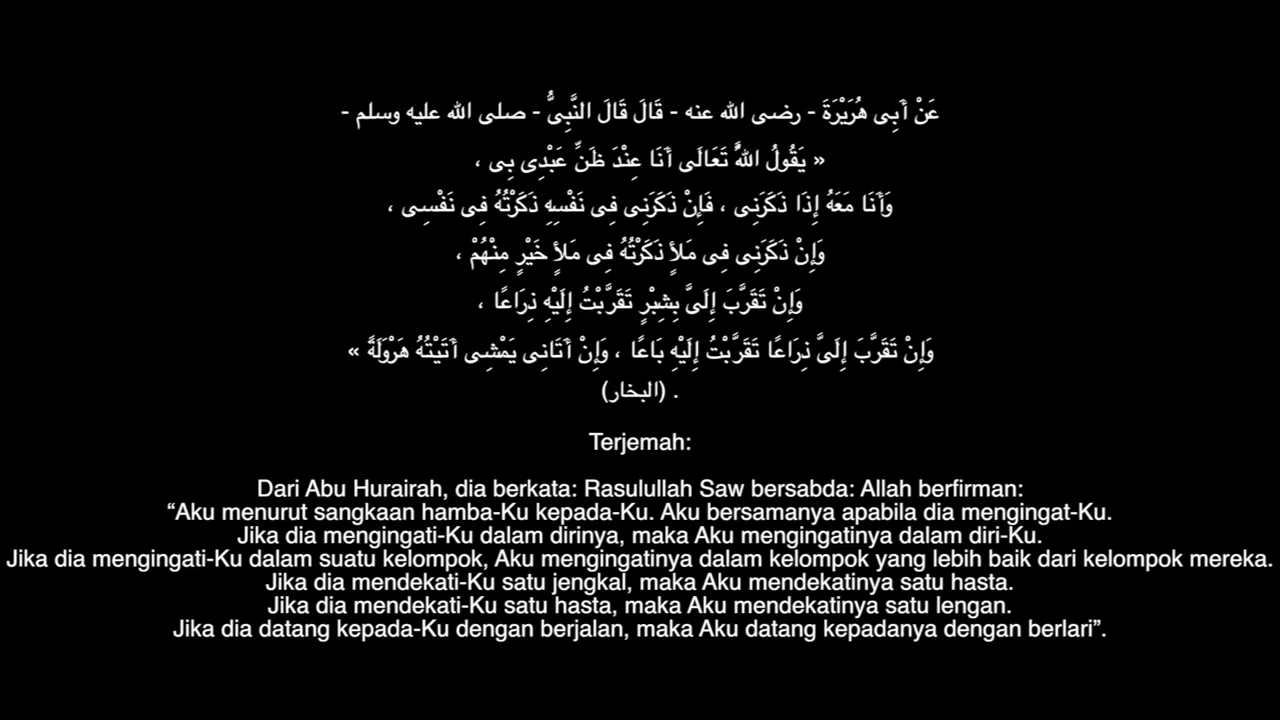 عَنْ أَبِى هُرَيْرَةَ - رضى الله عنه - قَالَ قَالَ النَّبِىُّ - صلى الله عليه وسلم -
« يَقُولُ اللهُ تَعَالَى أَنَا عِنْدَ ظَنِّ عَبْدِى بِى ،
وَأَنَا مَعَهُ إِذَا ذَكَرَنِى ، فَإِنْ ذَكَرَنِى فِى نَفْسِهِ ذَكَرْتُهُ فِى نَفْسِى ،
وَإِنْ ذَكَرَنِى فِى مَلأٍ ذَكَرْتُهُ فِى مَلأٍ خَيْرٍ مِنْهُمْ ،
وَإِنْ تَقَرَّبَ إِلَىَّ بِشِبْرٍ تَقَرَّبْتُ إِلَيْهِ ذِرَاعًا ،
وَإِنْ تَقَرَّبَ إِلَىَّ ذِرَاعًا تَقَرَّبْتُ إِلَيْهِ بَاعًا ، وَإِنْ أَتَانِى يَمْشِى أَتَيْتُهُ هَرْوَلَةً »
. (البخار)
Terjemah:
Dari Abu Hurairah, dia berkata: Rasulullah Saw bersabda: Allah berfirman:
“Aku menurut sangkaan hamba-Ku kepada-Ku. Aku bersamanya apabila dia mengingat-Ku.
Jika dia mengingati-Ku dalam dirinya, maka Aku mengingatinya dalam diri-Ku.
Jika dia mengingati-Ku dalam suatu kelompok, Aku mengingatinya dalam kelompok yang lebih baik dari kelompok mereka.
Jika dia mendekati-Ku satu jengkal, maka Aku mendekatinya satu hasta.
Jika dia mendekati-Ku satu hasta, maka Aku mendekatinya satu lengan.
Jika dia datang kepada-Ku dengan berjalan, maka Aku datang kepadanya dengan berlari”.